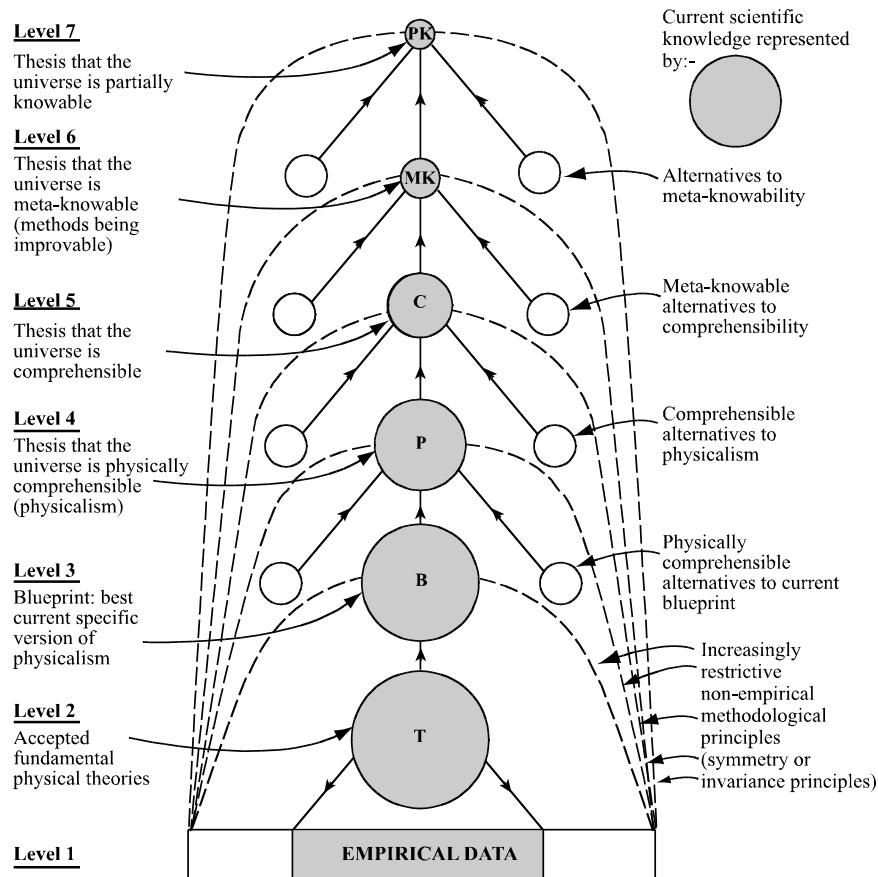 Level 7
Thesis that the
universe is partially
knowable
Level 6
Thesis that the
universe is
meta-knowable
(methods being
improvable)
Level 5
Thesis that the
universe is
comprehensible
Level 4
Thesis that the
universe is physically
comprehensible
(physicalism)
Level 3
Blueprint: best
current specific
version of
physicalism
Level 2
Accepted
fundamental
physical theories
Level 1
PK
MK
C
P
B
T
EMPIRICAL DATA
Current scientific
knowledge represented
by:-
Alternatives to
meta-knowability
Meta-knowable
alternatives to
comprehensibility
Comprehensible
alternatives to
physicalism
Physically
comprehensible
alternatives to current
blueprint
Increasingly
restrictive
non-empirical
methodological
principles
(symmetry or
invariance principles)